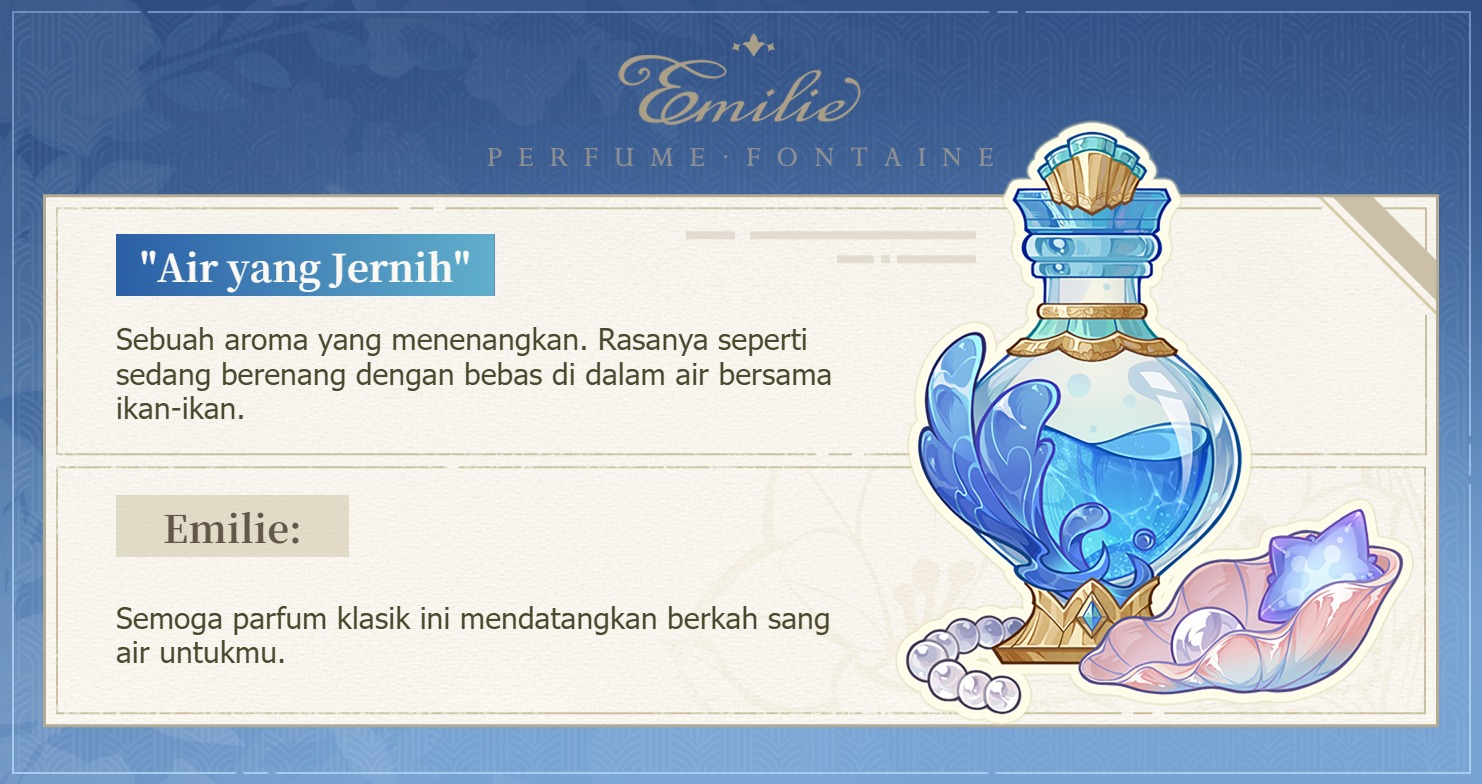 Emilie
PERFUME·FONTAINE
"Air yang Jernih"
Sebuah aroma yang menenangkan. Rasanya seperti
sedang berenang dengan bebas di dalam air bersama
ikan-ikan.
Emilie:
Semoga parfum klasik ini mendatangkan berkah sang
air untukmu.